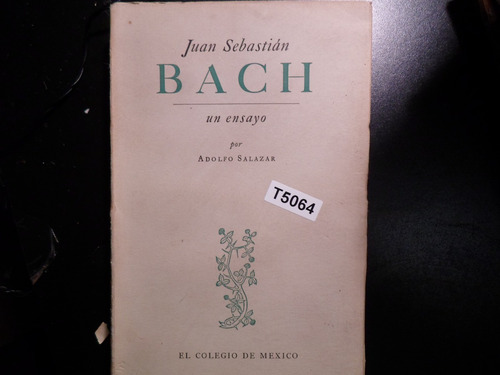 Juan Sebastián
BACH
un ensayo
por
ADOLFO SALAZAR
T5064
EL COLEGIO DE MEXICO